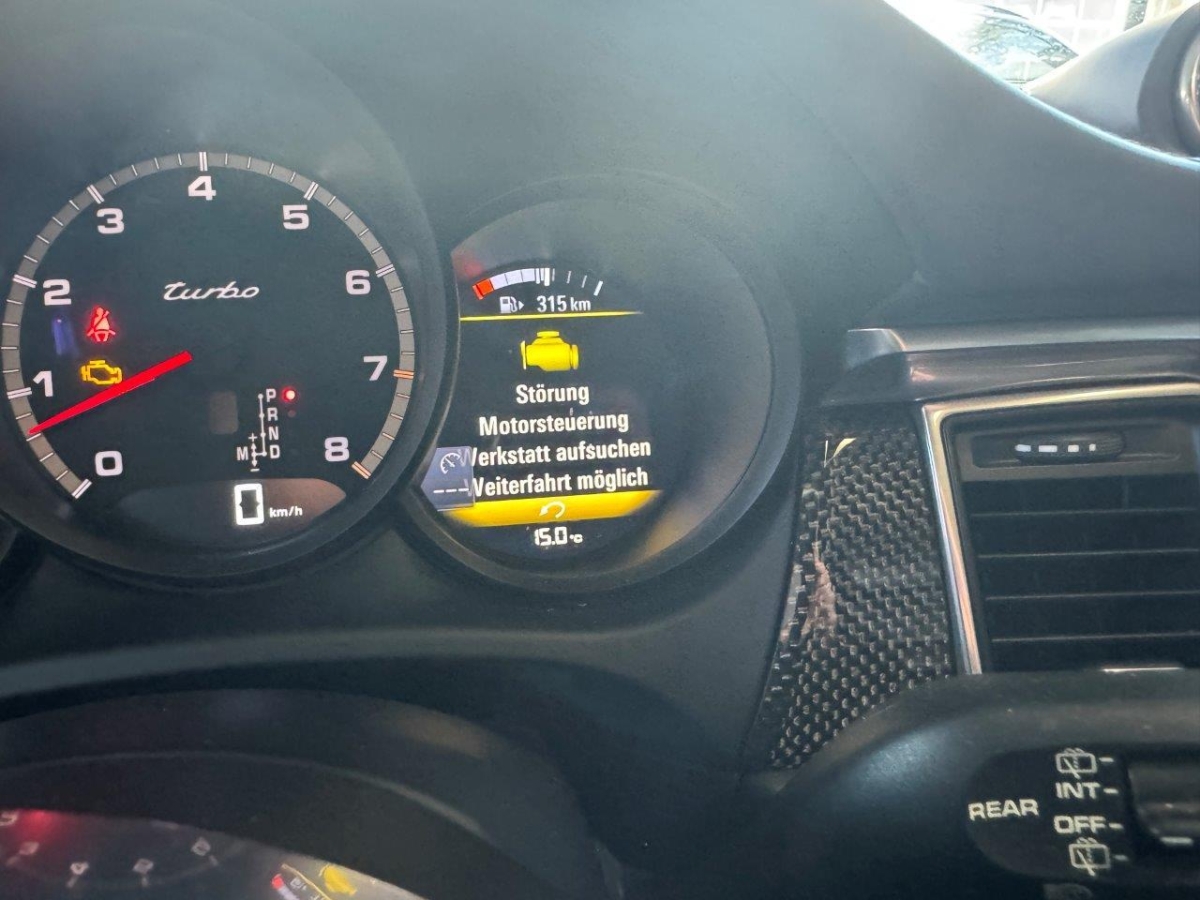 4
3
5
2
turbo
6
1
7
0
8
P
R
N
M D
0 km/h
315 km
Störung
Motorsteuerung
Werkstatt aufsuchen
Weiterfahrt möglich
---
15.0 °C
REAR
INT-
OFF-